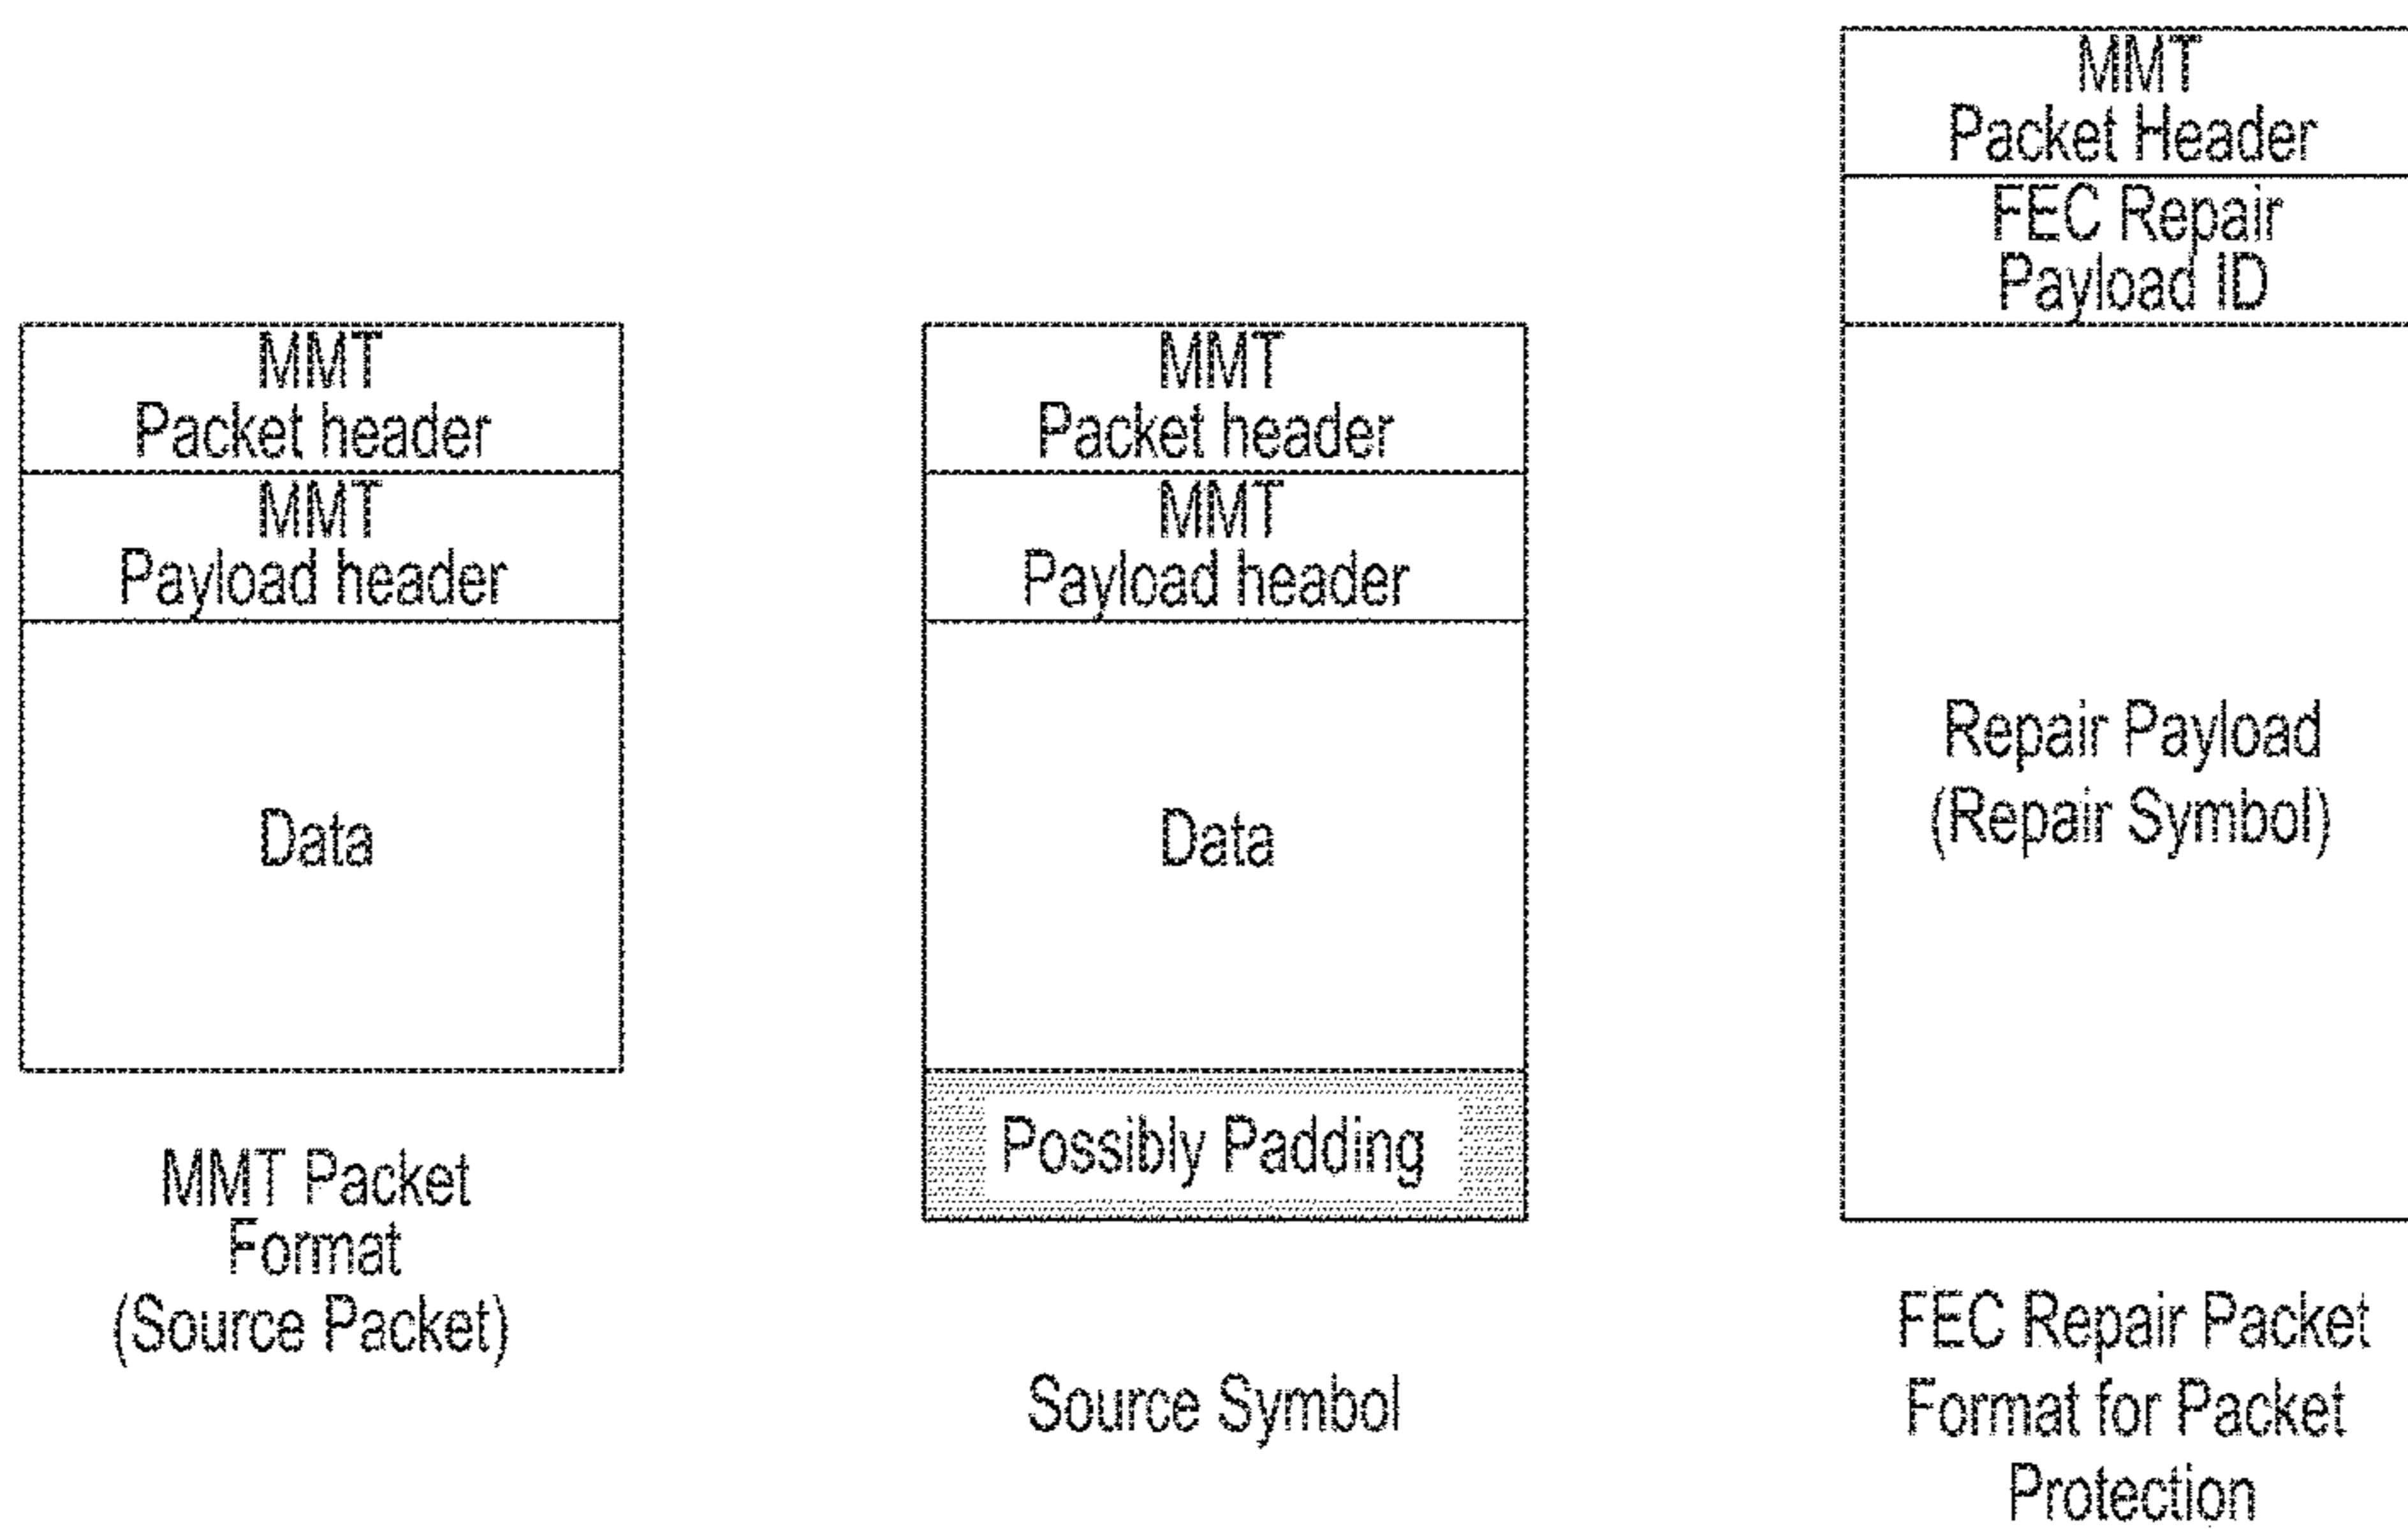 MMT
Packet header
MMT
Payload header
Data
MMT Packet
Format
(Source Packet)
MMT
Packet header
MMT
Payload header
Data
Possibly Padding
Source Symbol
MMT
Packet Header
FEC Repair
Payload ID
Repair Payload
(Repair Symbol)
FEC Repair Packet
Format for Packet
Protection